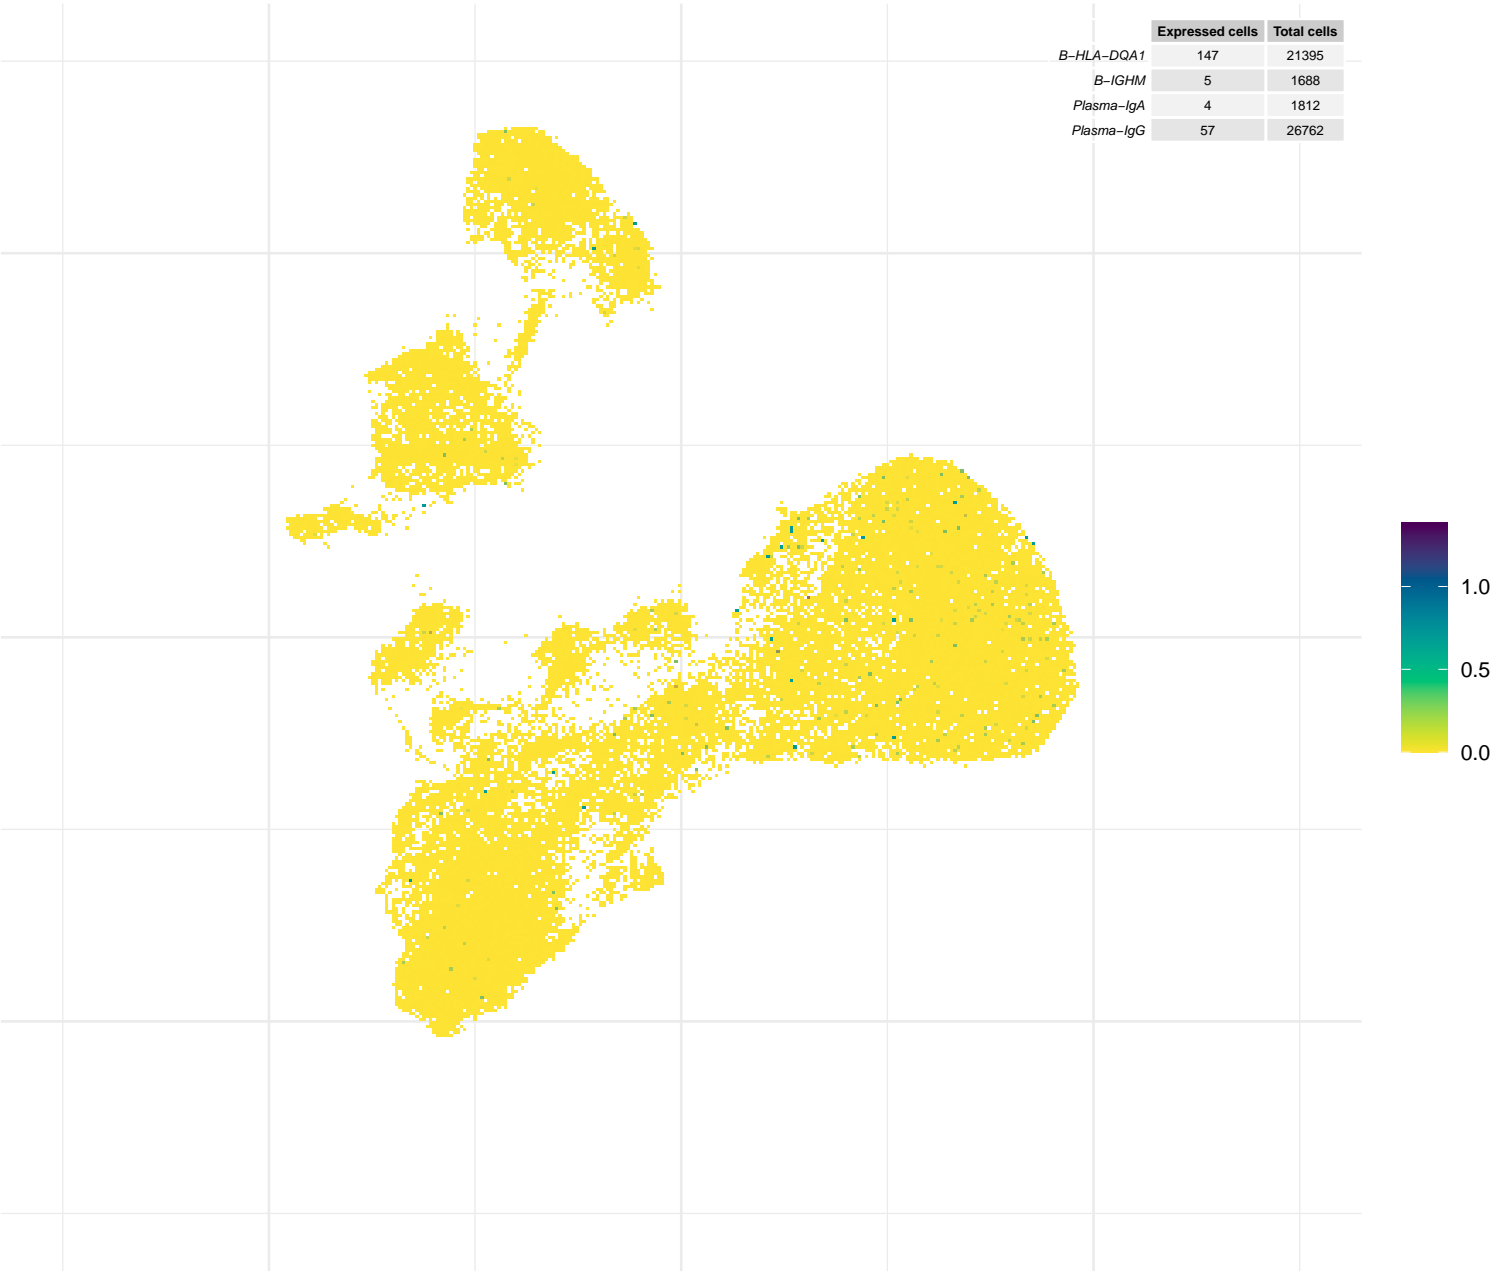 Expressed cells Total cells
B−HLA−DQA1 147 21395
B−IGHM 5 1688
Plasma−IgA 4 1812
Plasma−IgG 57 26762
1.0
0.5
0.0